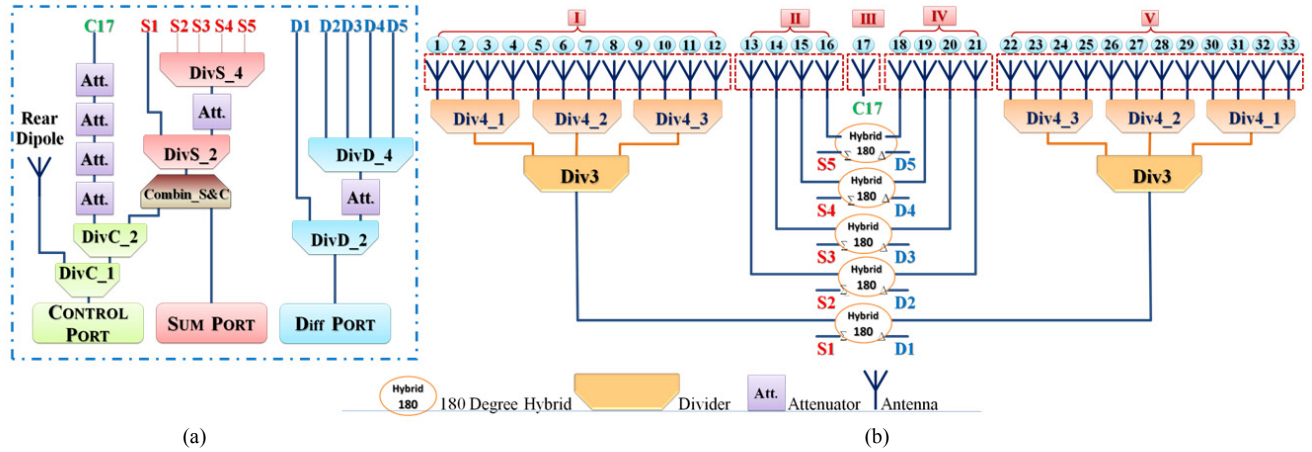 C17 S1 S2 S3 S4 S5 D1 D2 D3 D4 D5
DivS_4
Att.
Att.
Att.
Rear
Dipole
Att.
DivS_2
DivD_4
Att.
Combin_S&C
Att.
Att.
DivC_2
DivD_2
DivC_1
CONTROL
PORT
SUM PORT
Diff PORT
(a)
I II III IV V
1 2 3 4 5 6 7 8 9 10 11 12 13 14 15 16 17 18 19 20 21 22 23 24 25 26 27 28 29 30 31 32 33
C17
Div4_1 Div4_2 Div4_3
Div4_3 Div4_2 Div4_1
Div3
Div3
Hybrid
180
Σ Δ
S5 D5
Hybrid
180
Σ Δ
S4 D4
Hybrid
180
Σ Δ
S3 D3
Hybrid
180
Σ Δ
S2 D2
Hybrid
180
Σ Δ
S1 D1
Hybrid
180
180 Degree Hybrid
Divider
Att.
Attenuator
Antenna
(b)